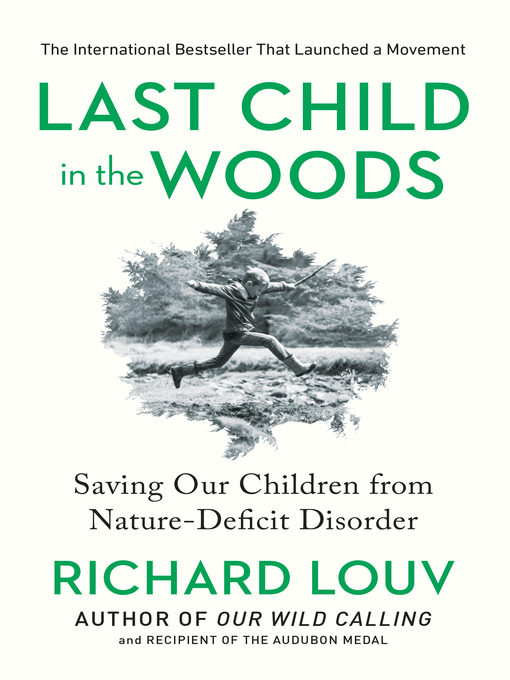 The International Bestseller That Launched a Movement
LAST CHILD
in the WOODS
Saving Our Children from
Nature-Deficit Disorder
RICHARD LOUV
AUTHOR OF OUR WILD CALLING
and RECIPIENT OF THE AUDUBON MEDAL